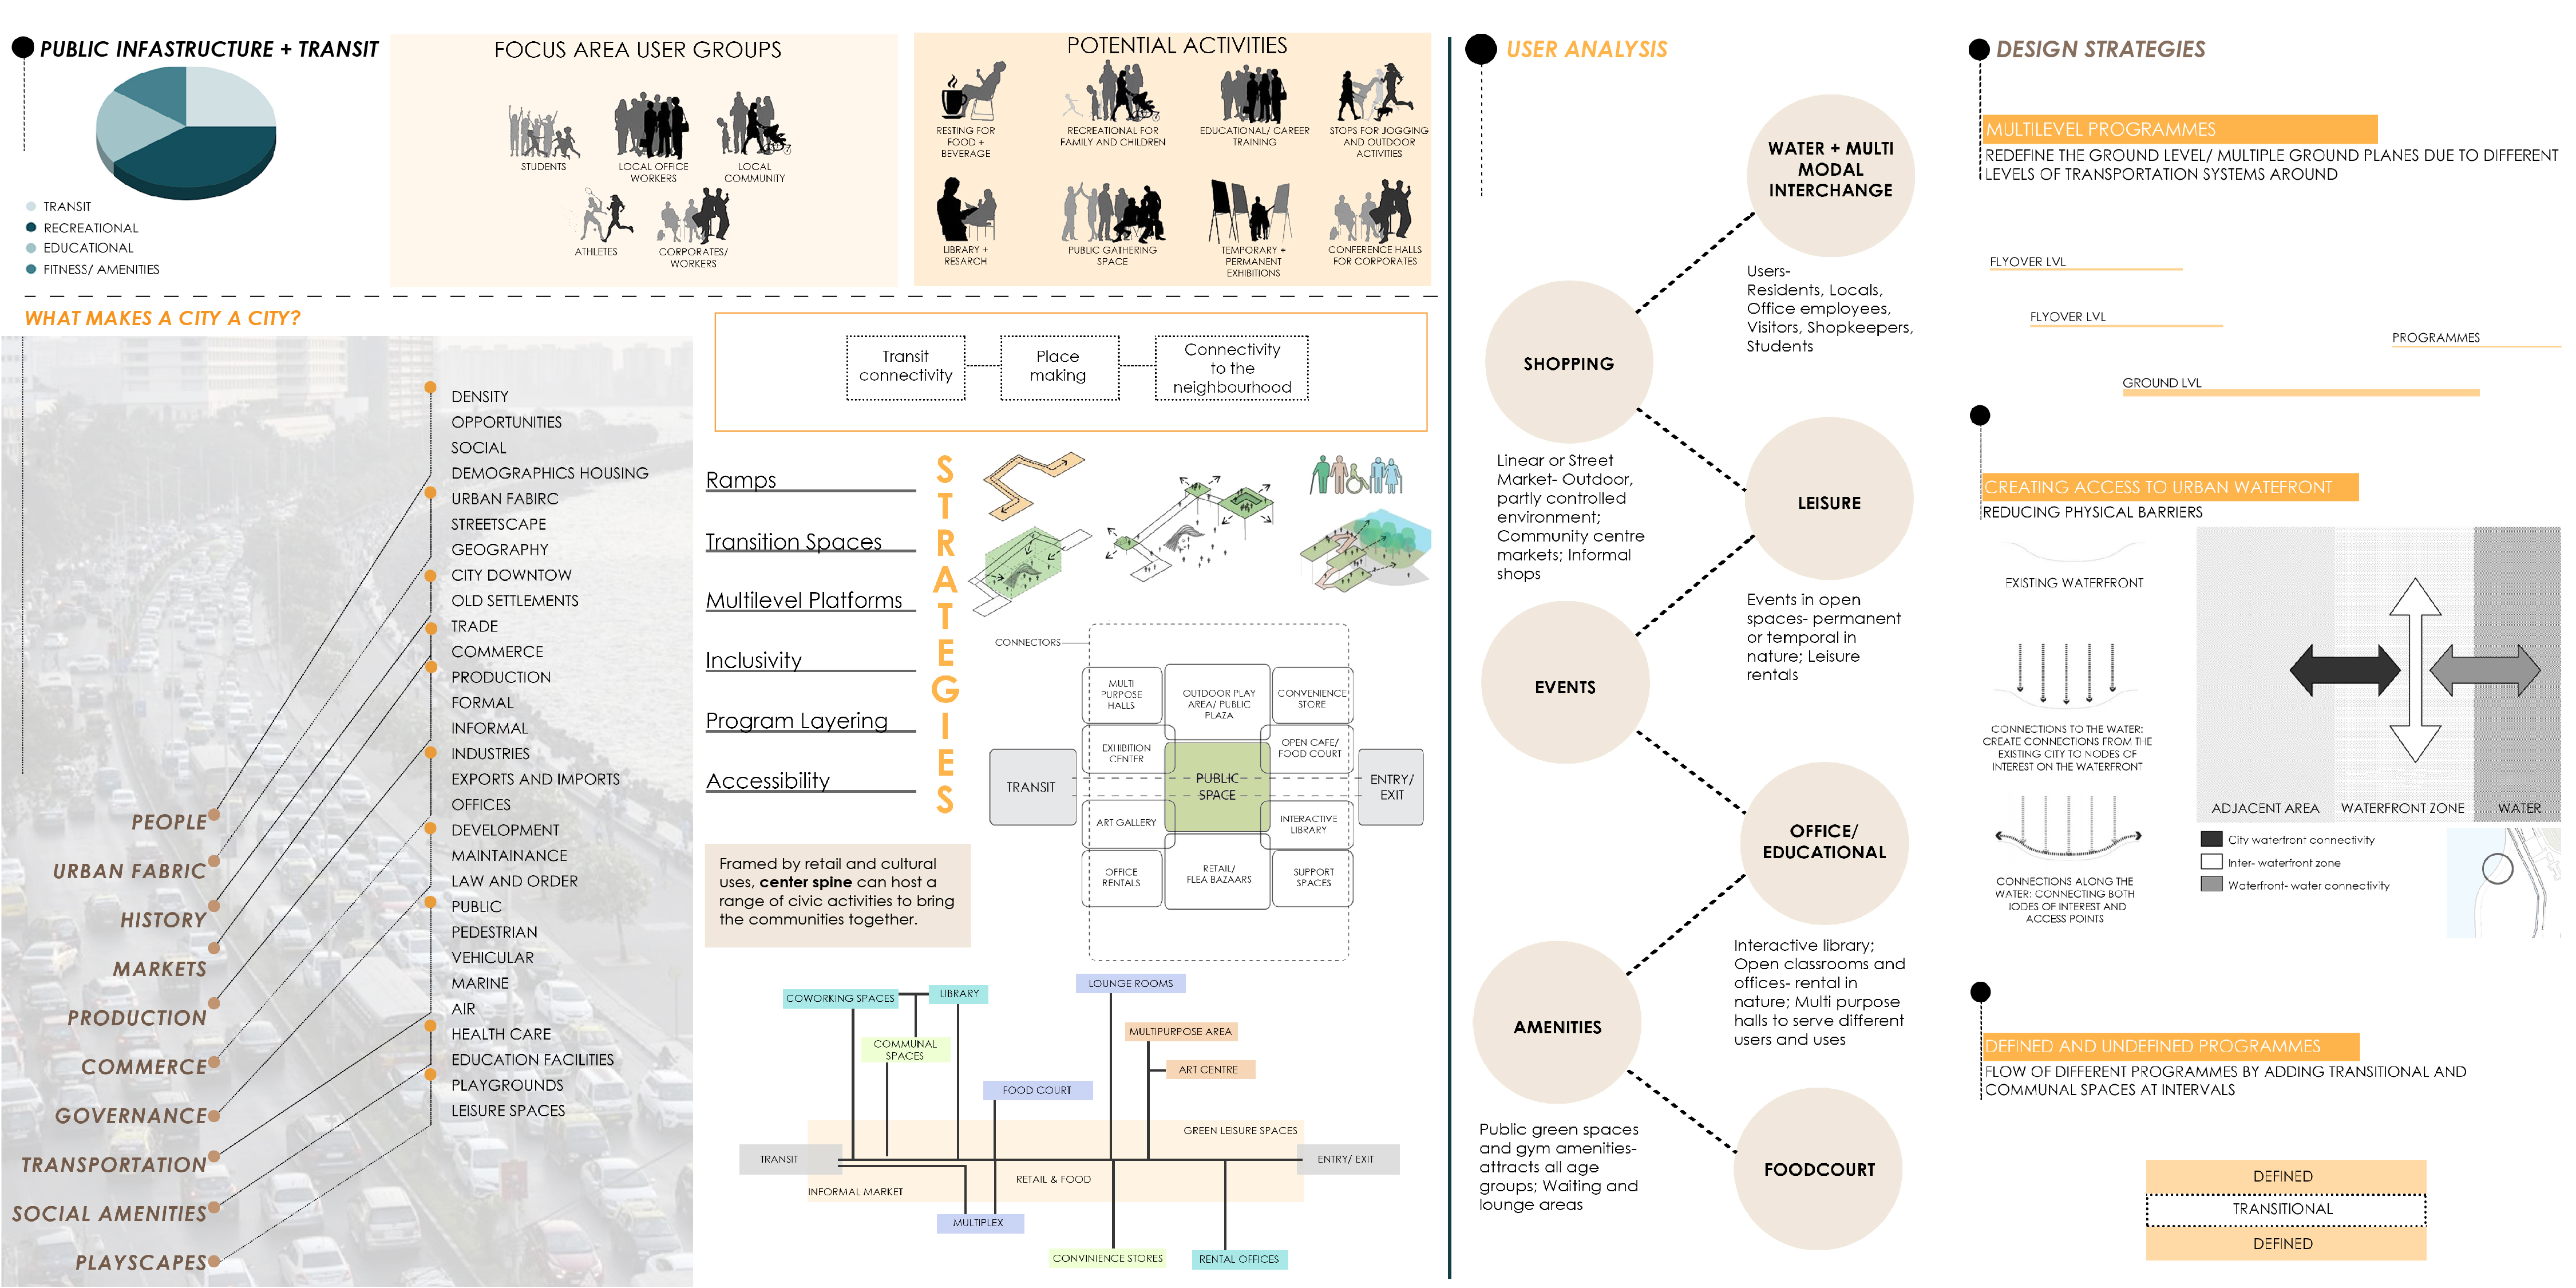 PUBLIC INFASTRUCTURE + TRANSIT
TRANSIT
RECREATIONAL
EDUCATIONAL
FITNESS/ AMENITIES
FOCUS AREA USER GROUPS
STUDENTS
LOCAL OFFICE
WORKERS
LOCAL
COMMUNITY
ATHLETES
CORPORATES/
WORKERS
POTENTIAL ACTIVITIES
RESTING FOR
FOOD +
BEVERAGE
RECREATIONAL FOR
FAMILY AND CHILDREN
EDUCATIONAL/ CAREER
TRAINING
STOPS FOR JOGGING
AND OUTDOOR
ACTIVITIES
LIBRARY +
RESARCH
PUBLIC GATHERING
SPACE
TEMPORARY +
PERMANENT
EXHIBITIONS
CONFERENCE HALLS
FOR CORPORATES
WHAT MAKES A CITY A CITY?
PEOPLE
URBAN FABRIC
HISTORY
MARKETS
PRODUCTION
COMMERCE
GOVERNANCE
TRANSPORTATION
SOCIAL AMENITIES
PLAYSCAPES
DENSITY
OPPORTUNITIES
SOCIAL
DEMOGRAPHICS HOUSING
URBAN FABIRC
STREETSCAPE
GEOGRAPHY
CITY DOWNTOW
OLD SETTLEMENTS
TRADE
COMMERCE
PRODUCTION
FORMAL
INFORMAL
INDUSTRIES
EXPORTS AND IMPORTS
OFFICES
DEVELOPMENT
MAINTAINANCE
LAW AND ORDER
PUBLIC
PEDESTRIAN
VEHICULAR
MARINE
AIR
HEALTH CARE
EDUCATION FACILITIES
PLAYGROUNDS
LEISURE SPACES
Transit
connectivity
Place
making
Connectivity
to the
neighbourhood
Ramps
Transition Spaces
Multilevel Platforms
Inclusivity
Program Layering
Accessibility
STRATEGIES
CONNECTORS
MULTI
PURPOSE
HALLS
OUTDOOR PLAY
AREA/ PUBLIC
PLAZA
CONVENIENCE
STORE
EXHIBITION
CENTER
OPEN CAFE/
FOOD COURT
TRANSIT
PUBLIC
SPACE
ENTRY/
EXIT
ART GALLERY
INTERACTIVE
LIBRARY
OFFICE
RENTALS
RETAIL/
FLEA BAZAARS
SUPPORT
SPACES
Framed by retail and cultural
uses, center spine can host a
range of civic activities to bring
the communities together.
COWORKING SPACES
LIBRARY
LOUNGE ROOMS
COMMUNAL
SPACES
MULTIPURPOSE AREA
ART CENTRE
FOOD COURT
GREEN LEISURE SPACES
TRANSIT
ENTRY/ EXIT
RETAIL & FOOD
INFORMAL MARKET
MULTIPLEX
CONVINIENCE STORES
RENTAL OFFICES
USER ANALYSIS
WATER + MULTI
MODAL
INTERCHANGE
Users-
Residents, Locals,
Office employees,
Visitors, Shopkeepers,
Students
SHOPPING
Linear or Street
Market- Outdoor,
partly controlled
environment;
Community centre
markets; Informal
shops
LEISURE
Events in open
spaces- permanent
or temporal in
nature; Leisure
rentals
EVENTS
OFFICE/
EDUCATIONAL
Interactive library;
Open classrooms and
offices- rental in
nature; Multi purpose
halls to serve different
users and uses
AMENITIES
Public green spaces
and gym amenities-
attracts all age
groups; Waiting and
lounge areas
FOODCOURT
DESIGN STRATEGIES
MULTILEVEL PROGRAMMES
REDEFINE THE GROUND LEVEL/ MULTIPLE GROUND PLANES DUE TO DIFFERENT
LEVELS OF TRANSPORTATION SYSTEMS AROUND
FLYOVER LVL
FLYOVER LVL
PROGRAMMES
GROUND LVL
CREATING ACCESS TO URBAN WATEFRONT
REDUCING PHYSICAL BARRIERS
EXISTING WATERFRONT
CONNECTIONS TO THE WATER:
CREATE CONNECTIONS FROM THE
EXISTING CITY TO NODES OF
INTEREST ON THE WATERFRONT
CONNECTIONS ALONG THE
WATER: CONNECTING BOTH
IODES OF INTEREST AND
ACCESS POINTS
ADJACENT AREA
WATERFRONT ZONE
WATER
City waterfront connectivity
Inter- waterfront zone
Waterfront- water connectivity
DEFINED AND UNDEFINED PROGRAMMES
FLOW OF DIFFERENT PROGRAMMES BY ADDING TRANSITIONAL AND
COMMUNAL SPACES AT INTERVALS
DEFINED
TRANSITIONAL
DEFINED